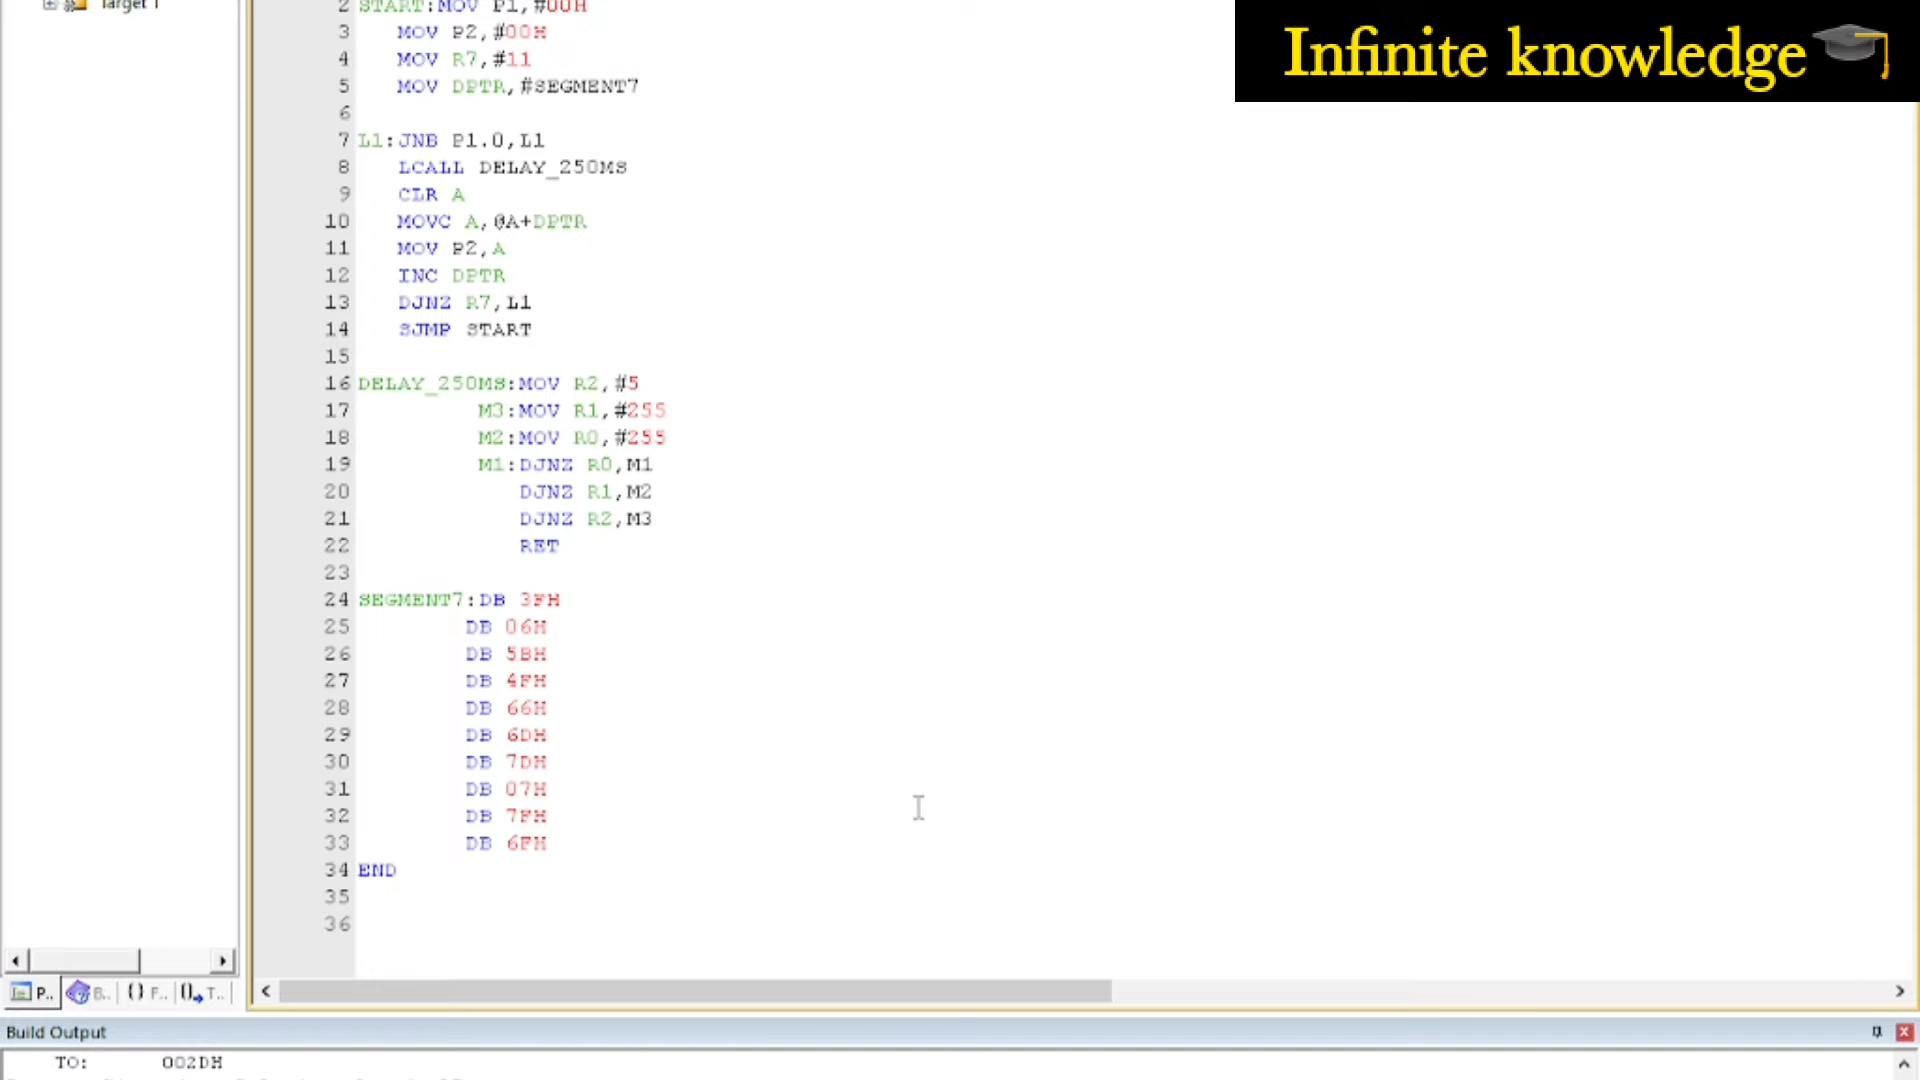 Target 1
Infinite knowledge
2 START:MOV P1,#00H
3 MOV P2,#00H
4 MOV R7,#11
5 MOV DPTR,#SEGMENT7
6
7 L1:JNB P1.0,L1
8 LCALL DELAY_250MS
9 CLR A
10 MOVC A,@A+DPTR
11 MOV P2,A
12 INC DPTR
13 DJNZ R7,L1
14 SJMP START
15
16 DELAY_250MS:MOV R2,#5
17 M3:MOV R1,#255
18 M2:MOV R0,#255
19 M1:DJNZ R0,M1
20 DJNZ R1,M2
21 DJNZ R2,M3
22 RET
23
24 SEGMENT7:DB 3FH
25 DB 06H
26 DB 5BH
27 DB 4FH
28 DB 66H
29 DB 6DH
30 DB 7DH
31 DB 07H
32 DB 7FH
33 DB 6FH
34 END
35
36
P.. B.. {} F.. T..
Build Output
TO: 002DH